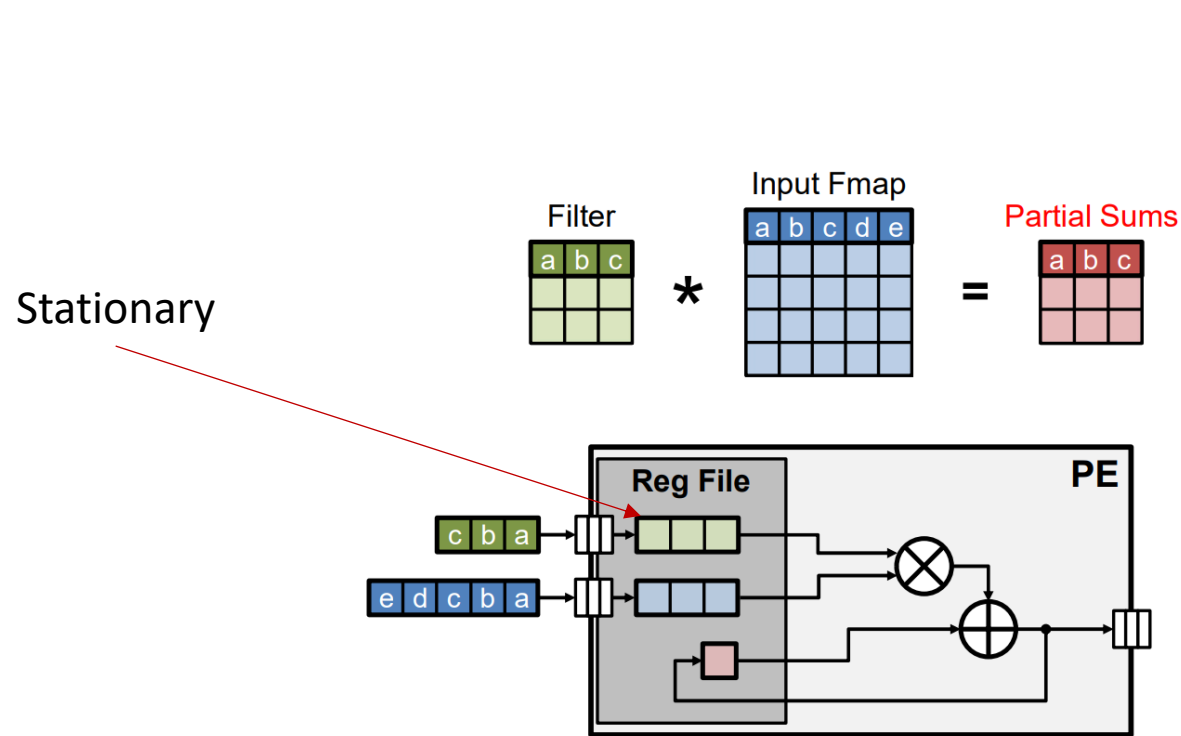 Input Fmap
Filter
Partial Sums
a b c d e
a b c
a b c
*
=
Stationary
Reg File
PE
c b a
e d c b a